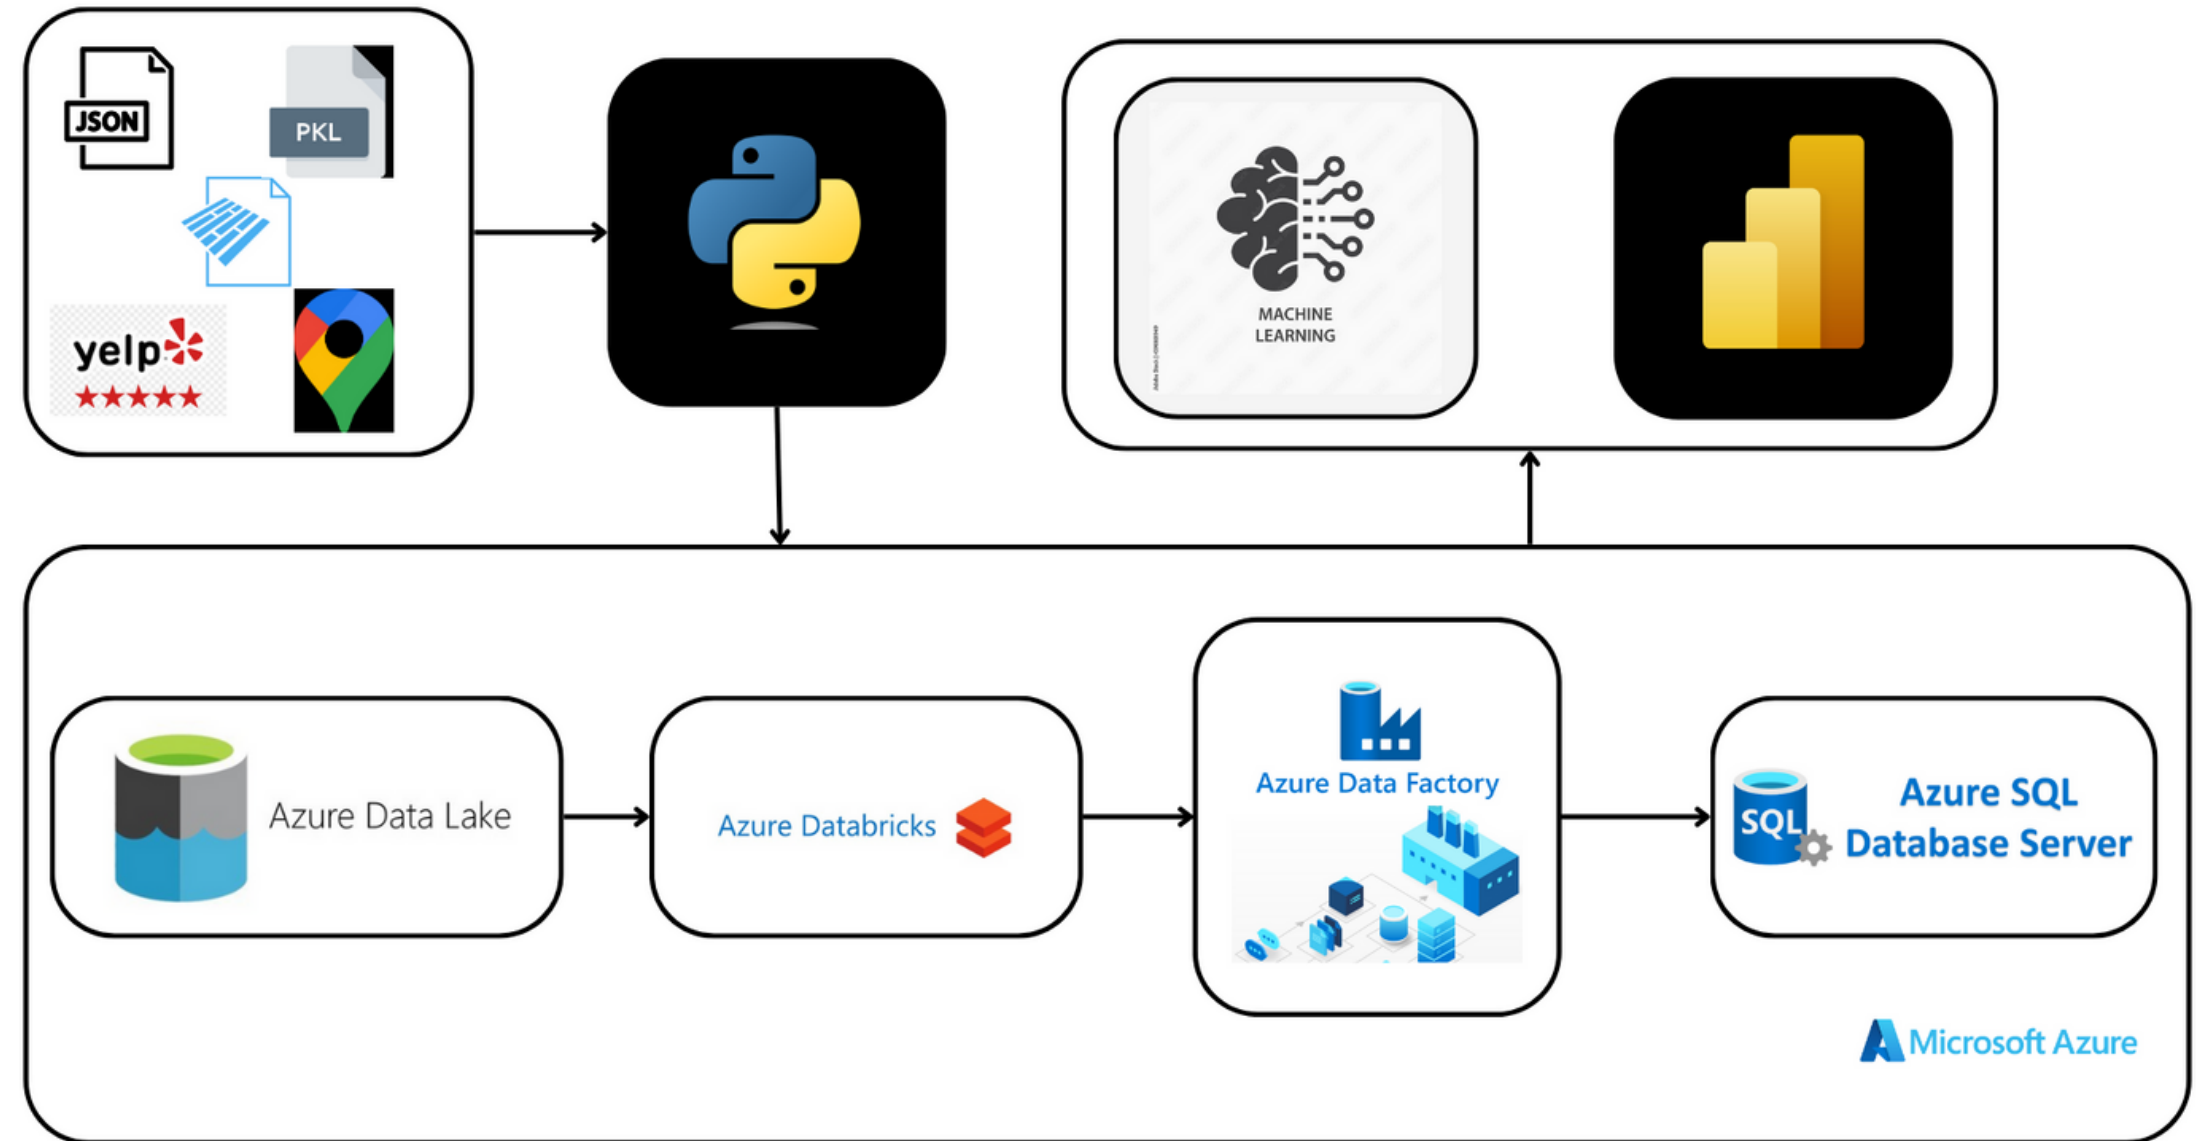 JSON
PKL
yelp
MACHINE
LEARNING
Azure Data Lake
Azure Databricks
Azure Data Factory
SQL
Azure SQL
Database Server
Microsoft Azure